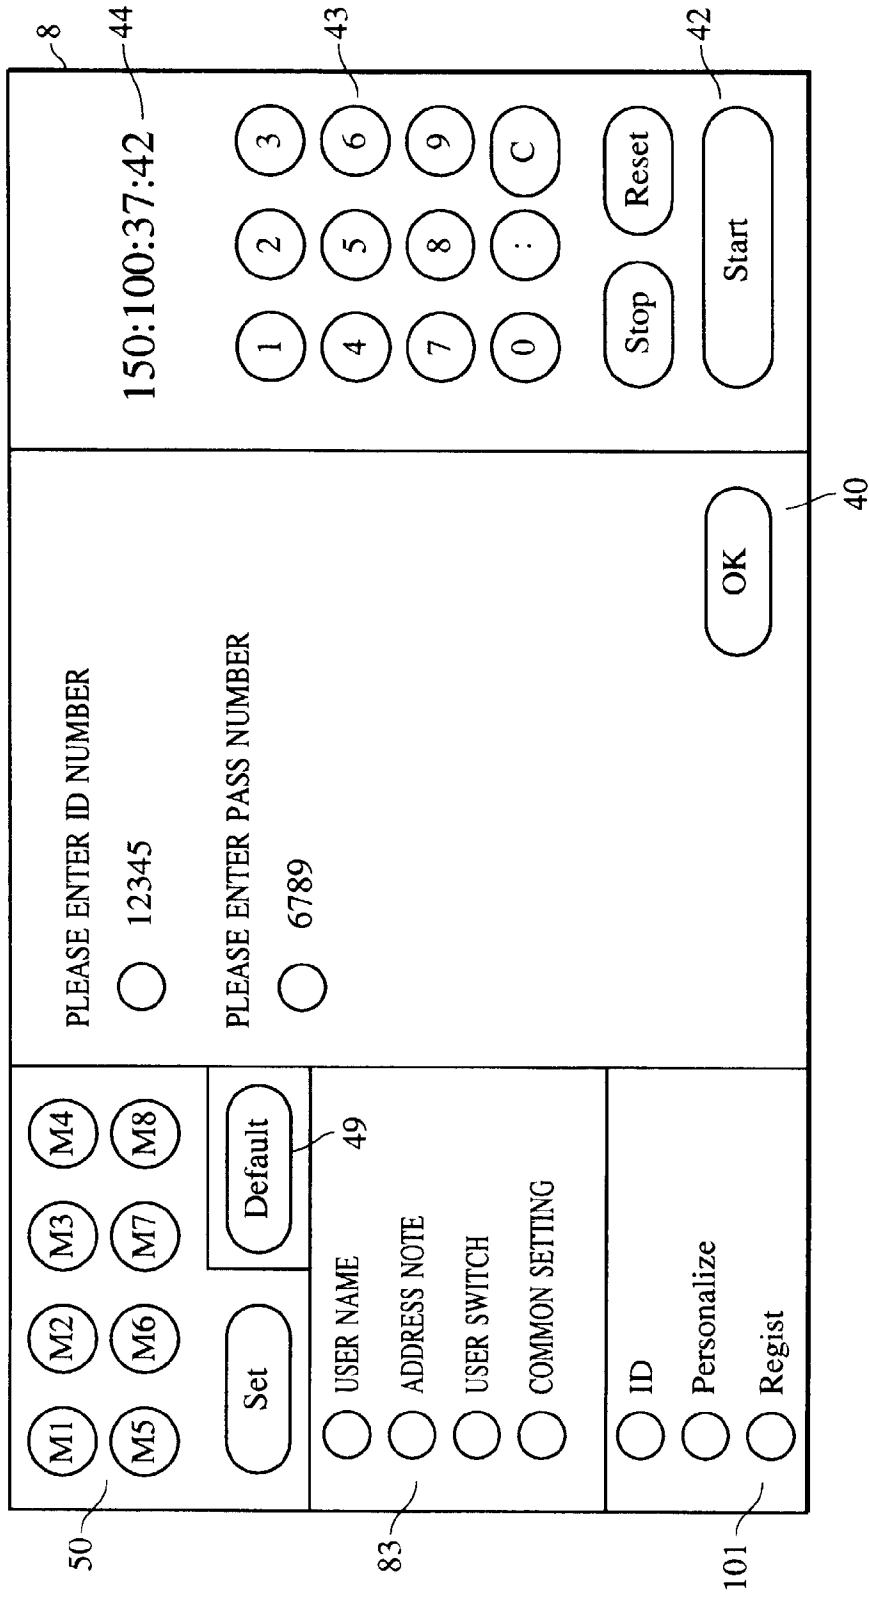 8
44
150:100:37:42
43
1 2 3
4 5 6
7 8 9
0 : C
Stop Reset
Start
42
PLEASE ENTER ID NUMBER
12345
PLEASE ENTER PASS NUMBER
6789
OK
40
M1 M2 M3 M4
M5 M6 M7 M8
50
Set Default
49
USER NAME
ADDRESS NOTE
USER SWITCH
COMMON SETTING
83
ID
Personalize
Regist
101